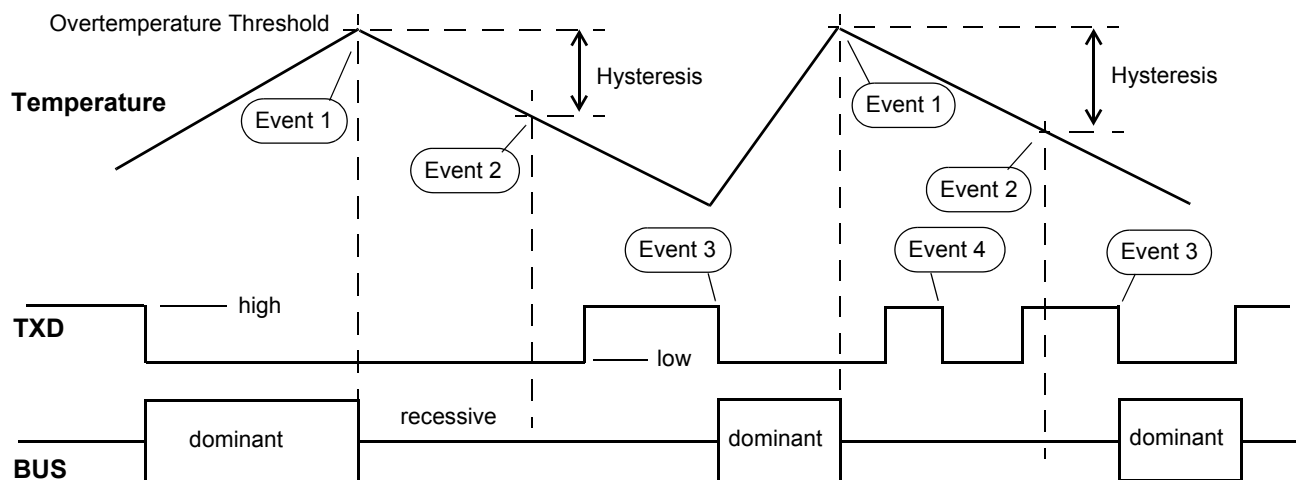 Overtemperature Threshold
Hysteresis
Hysteresis
Temperature
Event 1
Event 1
Event 2
Event 2
Event 3
Event 4
Event 3
high
TXD
low
recessive
dominant
dominant
dominant
BUS